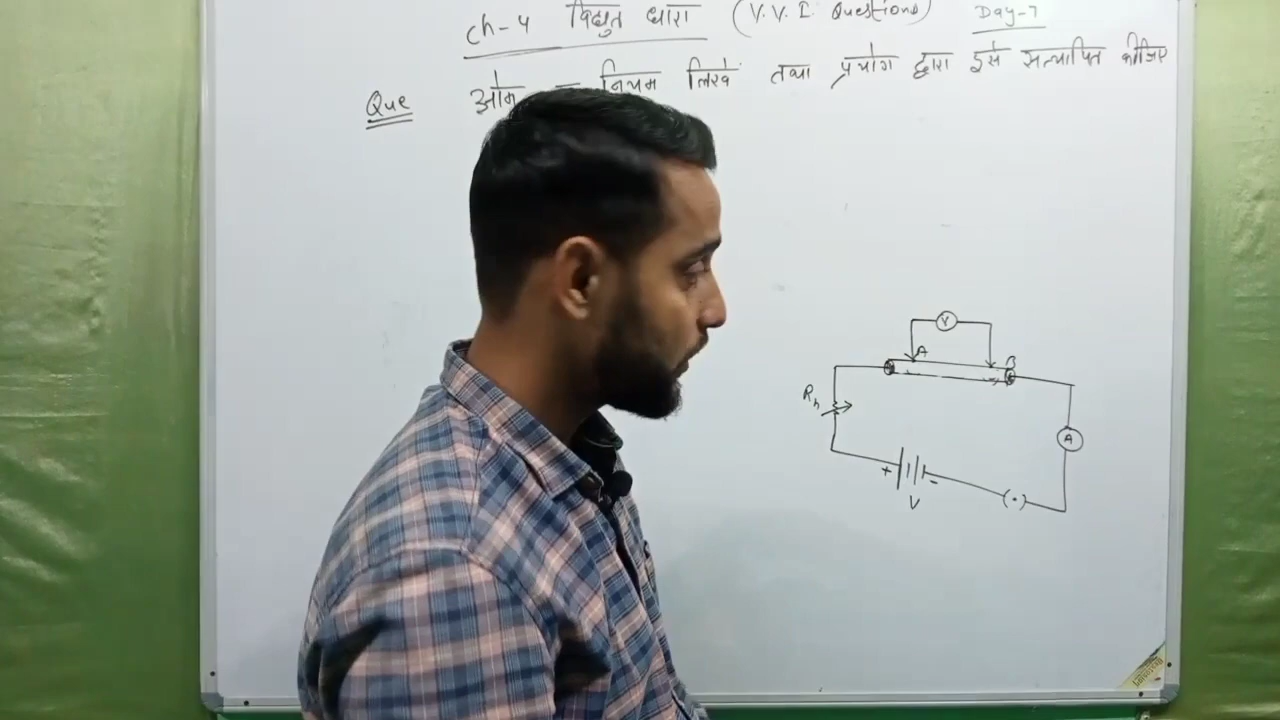 ch-4 विद्युत धारा (V.V.I. Questions) Day-7
Que ओम नियम लिखे तथा प्रयोग द्वारा इसे सत्यापित कीजिए
V
A B
Rh
A
+ -
V